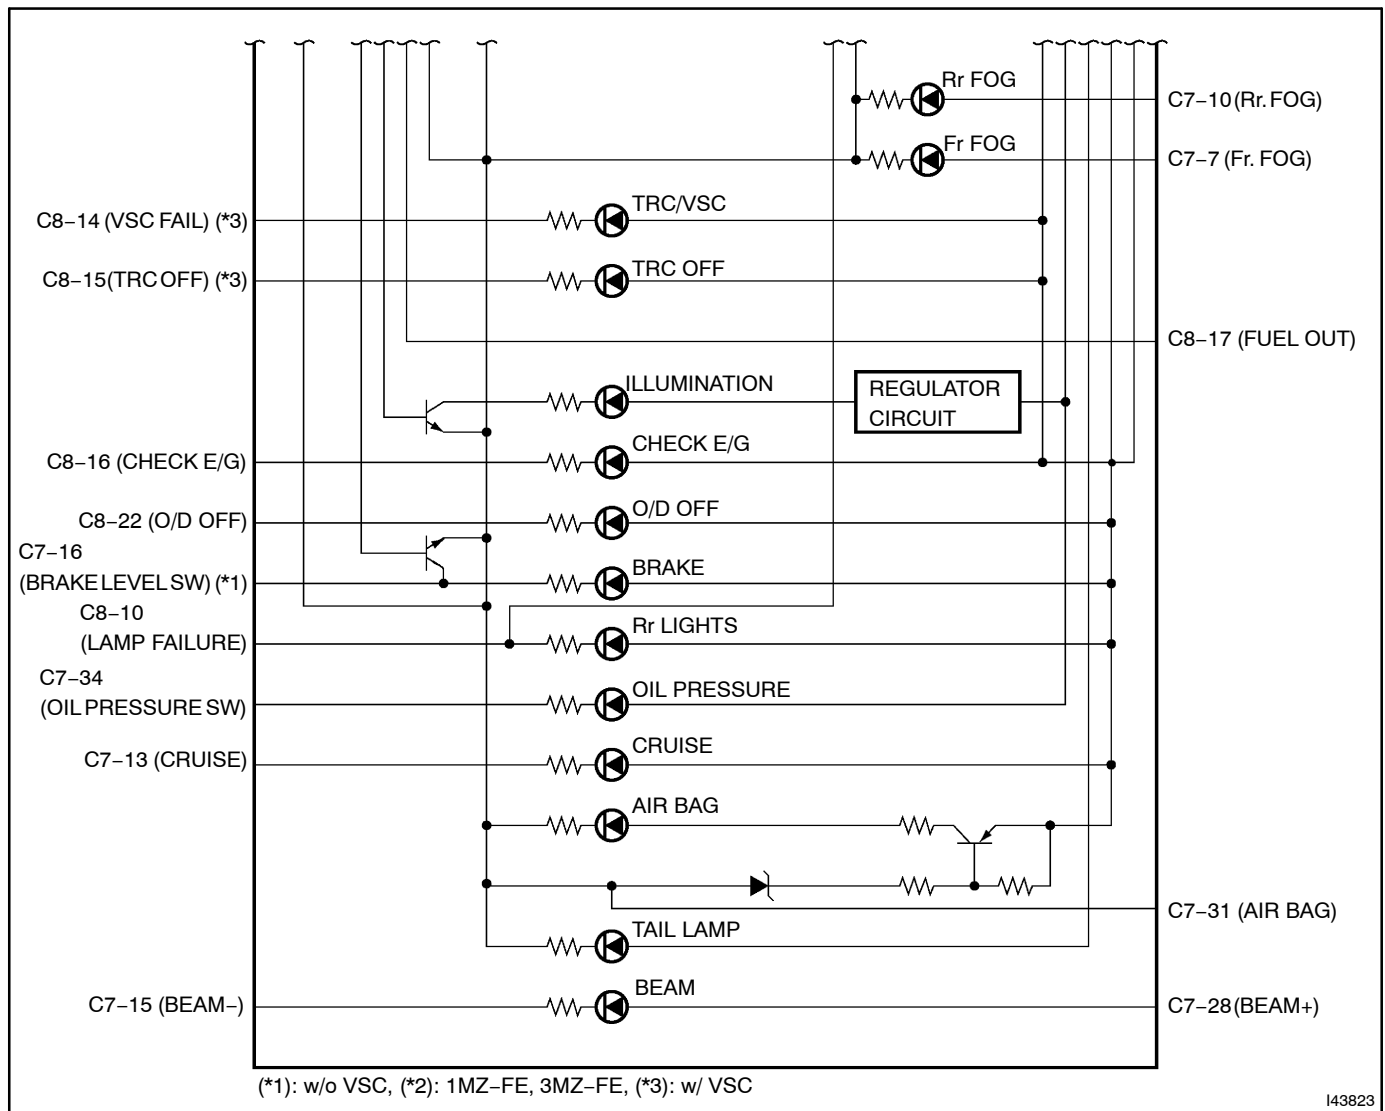 Rr FOG
C7−10(Rr. FOG)
Fr FOG
C7−7 (Fr. FOG)
TRC/VSC
C8−14 (VSC FAIL) (*3)
TRC OFF
C8−15(TRC OFF) (*3)
C8−17 (FUEL OUT)
ILLUMINATION
REGULATOR
CIRCUIT
CHECK E/G
C8−16 (CHECK E/G)
O/D OFF
C8−22 (O/D OFF)
C7−16
(BRAKE LEVEL SW) (*1)
BRAKE
C8−10
(LAMP FAILURE)
Rr LIGHTS
C7−34
(OIL PRESSURE SW)
OIL PRESSURE
CRUISE
C7−13 (CRUISE)
AIR BAG
C7−31 (AIR BAG)
TAIL LAMP
BEAM
C7−15 (BEAM−)
C7−28(BEAM+)
(*1): w/o VSC, (*2): 1MZ−FE, 3MZ−FE, (*3): w/ VSC
I43823